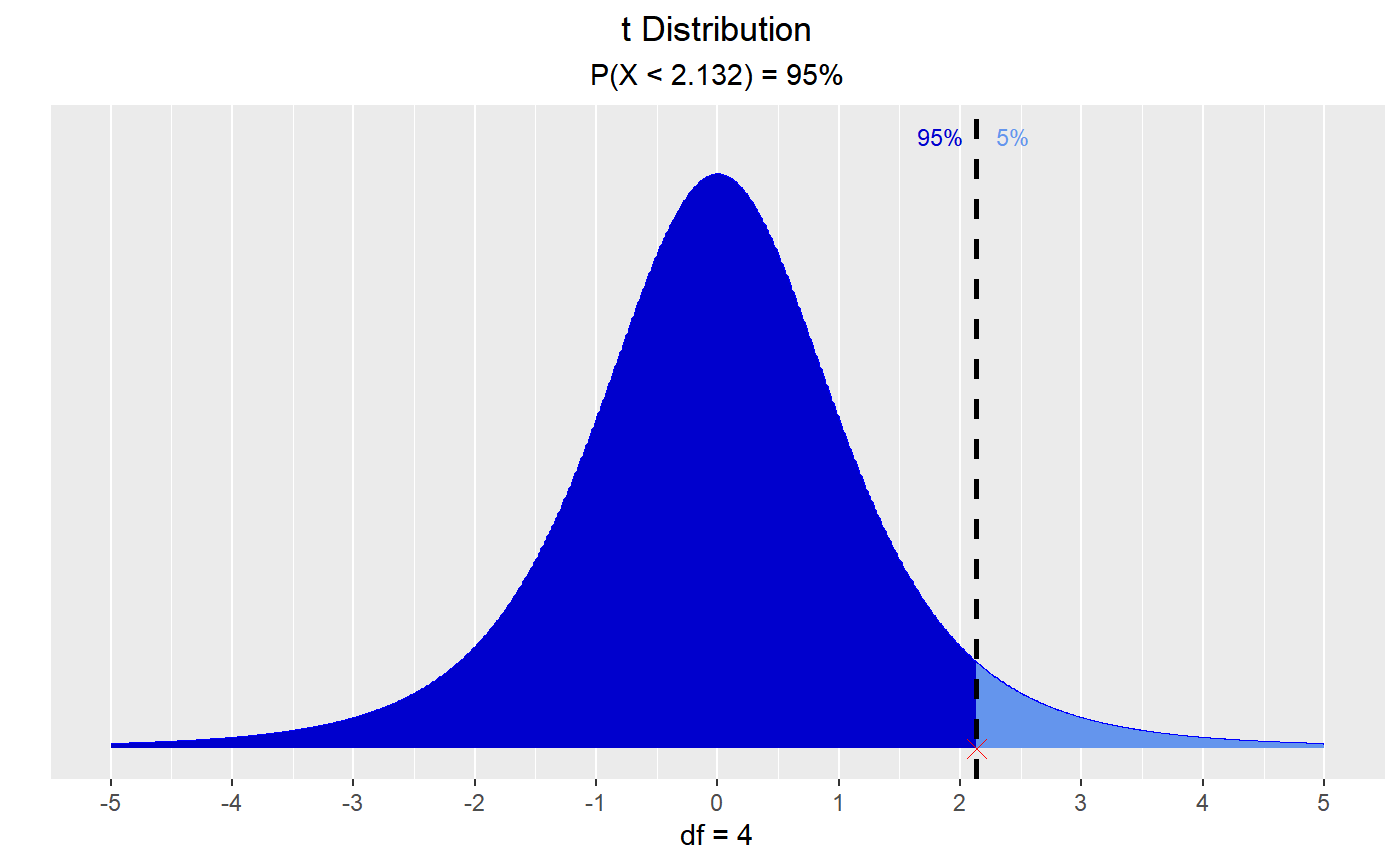 t Distribution
P(X < 2.132) = 95%
95% 5%
-5 -4 -3 -2 -1 0 1 2 3 4 5
df = 4